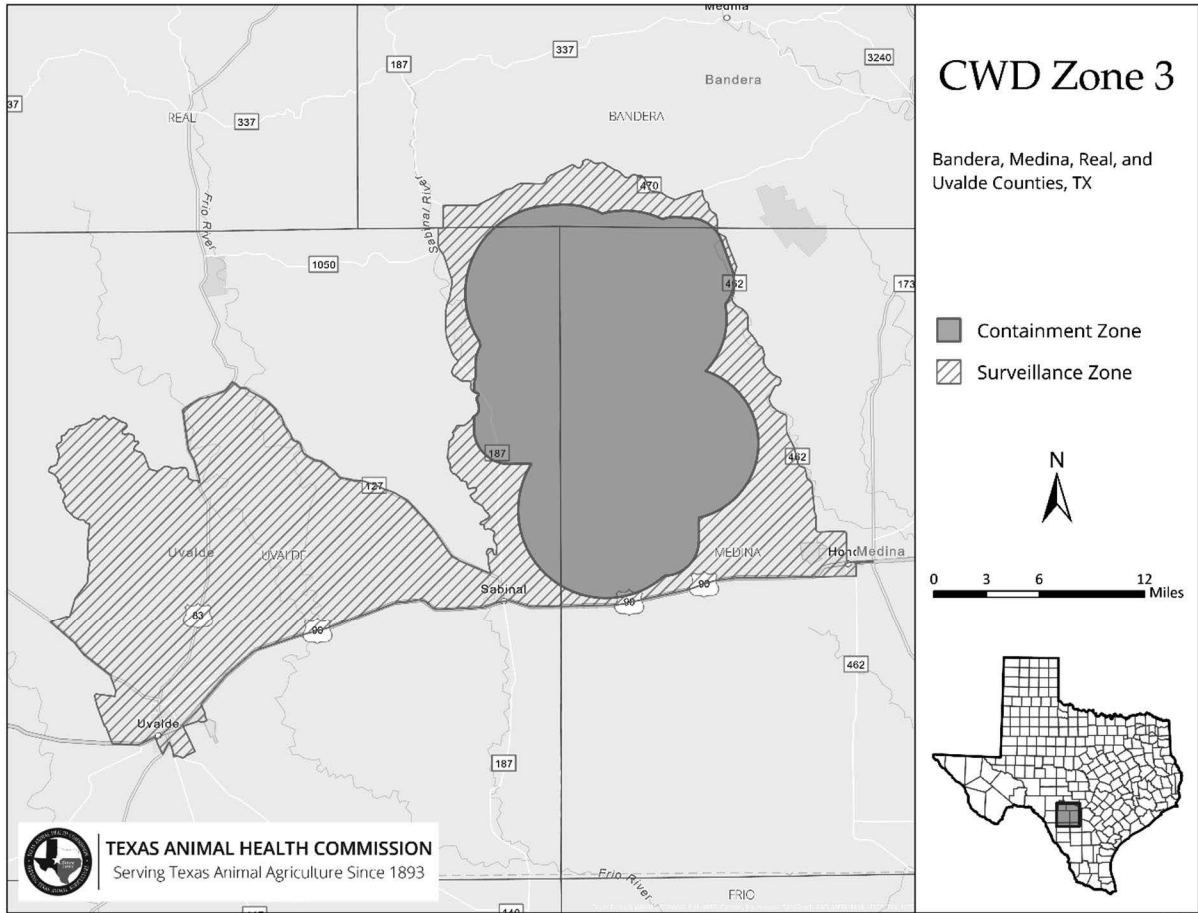 Medina
337
187
3240
Bandera
37
REAL
337
BANDERA
470
Sabinal River
Frio River
1050
462
173
187
462
127
Uvalde
UVALDE
MEDINA
Hond
Medina
Sabinal
90
90
83
90
462
Uvalde
187
Frio River
FRIO
TEXAS ANIMAL HEALTH COMMISSION
Serving Texas Animal Agriculture Since 1893
CWD Zone 3
Bandera, Medina, Real, and
Uvalde Counties, TX
Containment Zone
Surveillance Zone
N
0 3 6 12
Miles